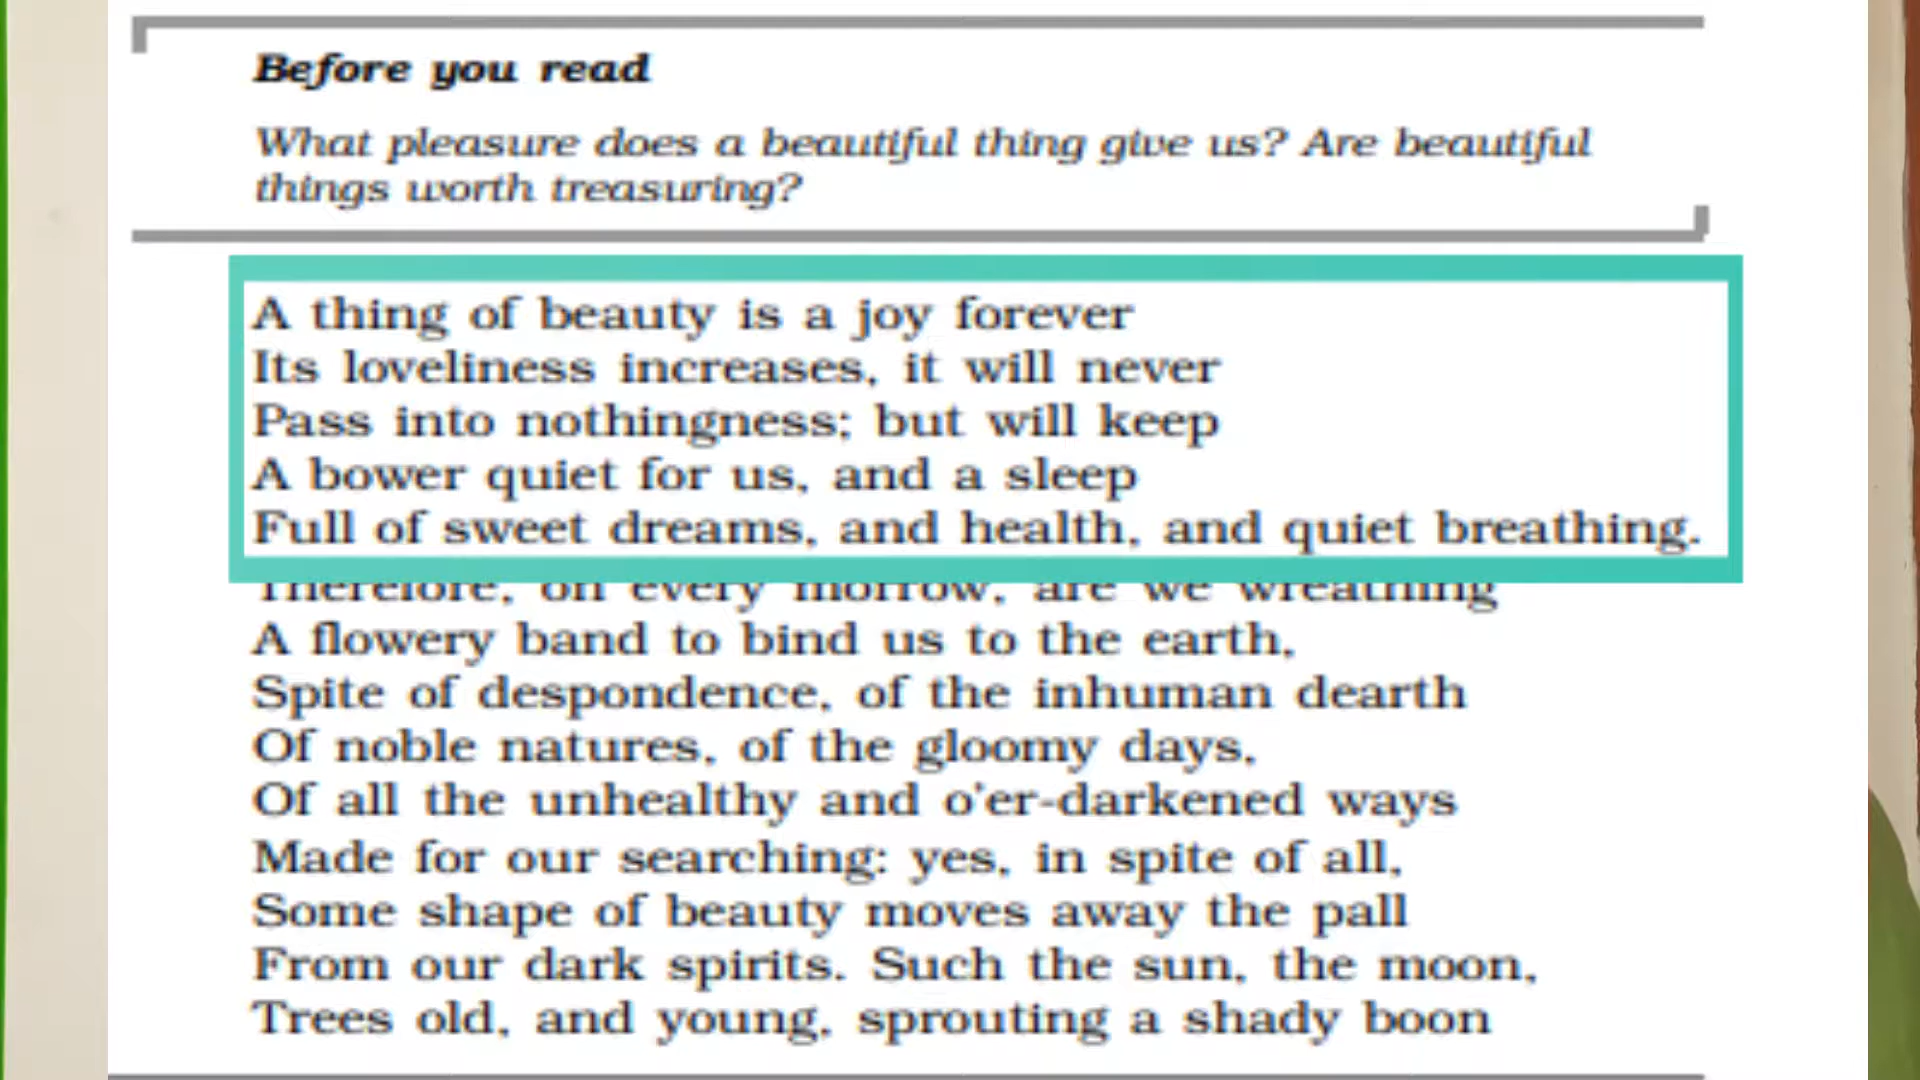 Before you read
What pleasure does a beautiful thing give us? Are beautiful
things worth treasuring?
A thing of beauty is a joy forever
Its loveliness increases, it will never
Pass into nothingness; but will keep
A bower quiet for us, and a sleep
Full of sweet dreams, and health, and quiet breathing.
Therefore, on every morrow, are we wreathing
A flowery band to bind us to the earth,
Spite of despondence, of the inhuman dearth
Of noble natures, of the gloomy days,
Of all the unhealthy and o'er-darkened ways
Made for our searching: yes, in spite of all,
Some shape of beauty moves away the pall
From our dark spirits. Such the sun, the moon,
Trees old, and young, sprouting a shady boon